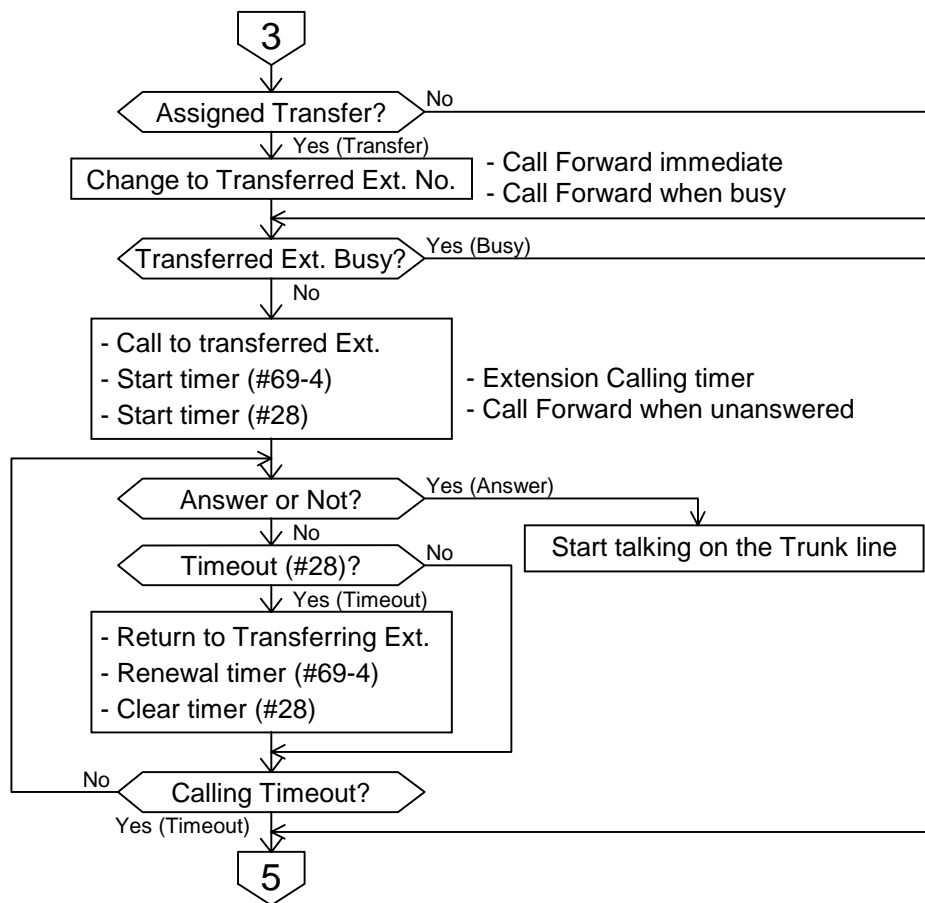 3
Assigned Transfer?
No
Yes (Transfer)
Change to Transferred Ext. No.
- Call Forward immediate
- Call Forward when busy
Transferred Ext. Busy?
Yes (Busy)
No
- Call to transferred Ext.
- Start timer (#69-4)
- Start timer (#28)
- Extension Calling timer
- Call Forward when unanswered
Answer or Not?
Yes (Answer)
No
Start talking on the Trunk line
Timeout (#28)?
No
Yes (Timeout)
- Return to Transferring Ext.
- Renewal timer (#69-4)
- Clear timer (#28)
No
Calling Timeout?
Yes (Timeout)
5